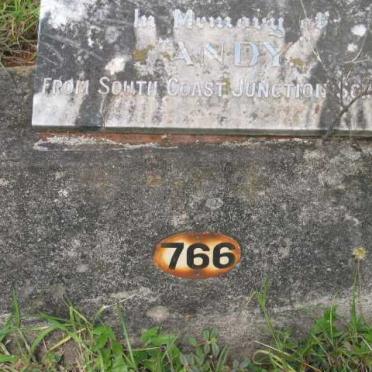 In Memory of
ANDY
FROM SOUTH COAST JUNCTION
766